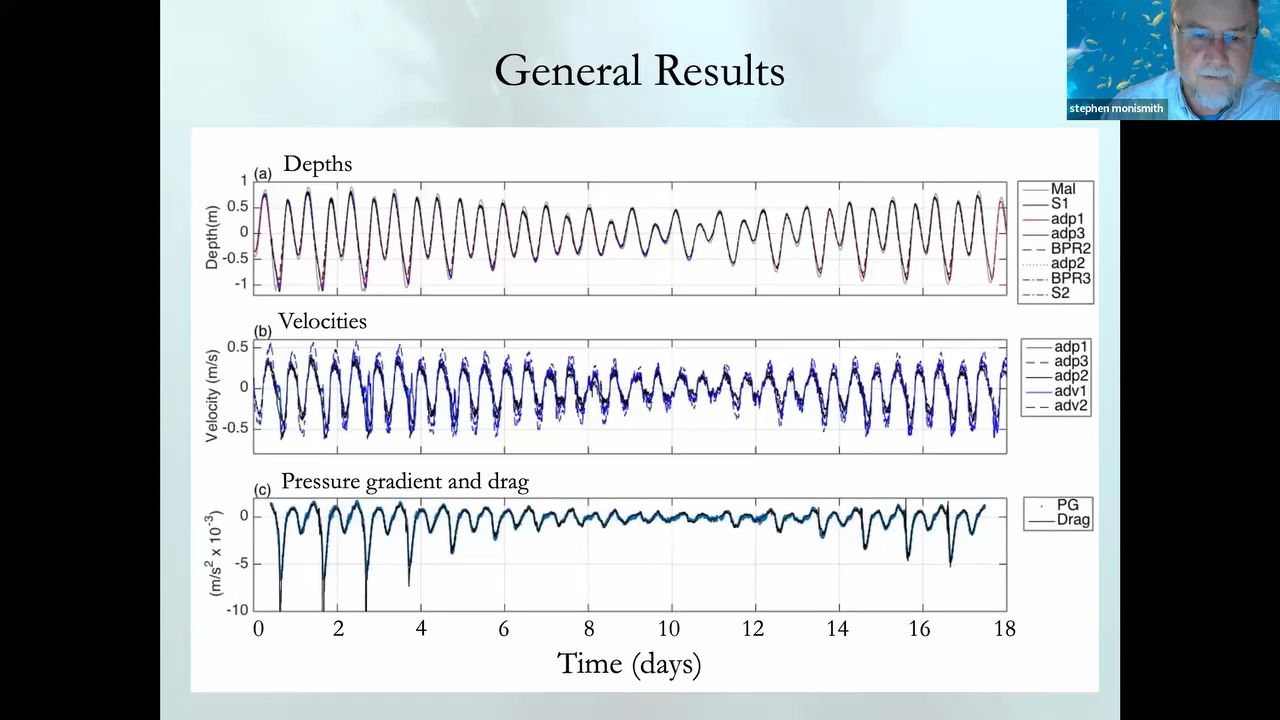 General Results
stephen monismith
(a) Depths
1
0.5
0
-0.5
-1
Depth(m)
Mal
S1
adp1
adp3
BPR2
adp2
BPR3
S2
(b) Velocities
0.5
0
-0.5
Velocity (m/s)
adp1
adp3
adp2
adv1
adv2
(c) Pressure gradient and drag
0
-5
-10
(m/s² x 10⁻³)
PG
Drag
0 2 4 6 8 10 12 14 16 18
Time (days)